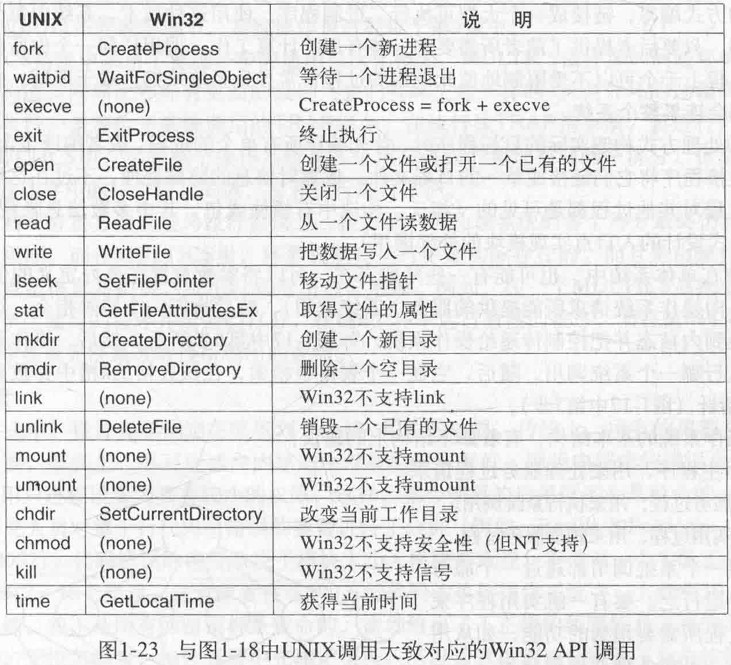 UNIX Win32 说明
fork CreateProcess 创建一个新进程
waitpid WaitForSingleObject 等待一个进程退出
execve (none) CreateProcess = fork + execve
exit ExitProcess 终止执行
open CreateFile 创建一个文件或打开一个已有的文件
close CloseHandle 关闭一个文件
read ReadFile 从一个文件读数据
write WriteFile 把数据写入一个文件
lseek SetFilePointer 移动文件指针
stat GetFileAttributesEx 取得文件的属性
mkdir CreateDirectory 创建一个新目录
rmdir RemoveDirectory 删除一个空目录
link (none) Win32不支持link
unlink DeleteFile 销毁一个已有的文件
mount (none) Win32不支持mount
umount (none) Win32不支持umount
chdir SetCurrentDirectory 改变当前工作目录
chmod (none) Win32不支持安全性（但NT支持）
kill (none) Win32不支持信号
time GetLocalTime 获得当前时间
图1-23 与图1-18中UNIX调用大致对应的Win32 API 调用